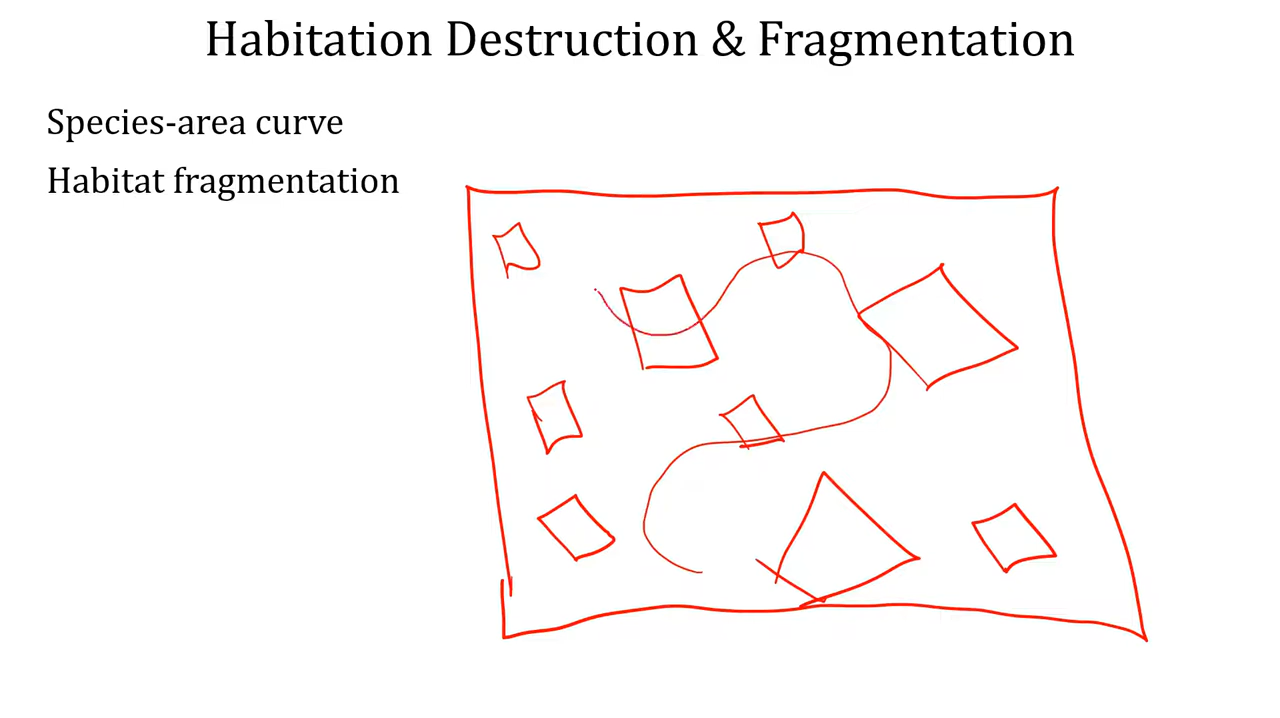 Habitation Destruction & Fragmentation
Species-area curve
Habitat fragmentation